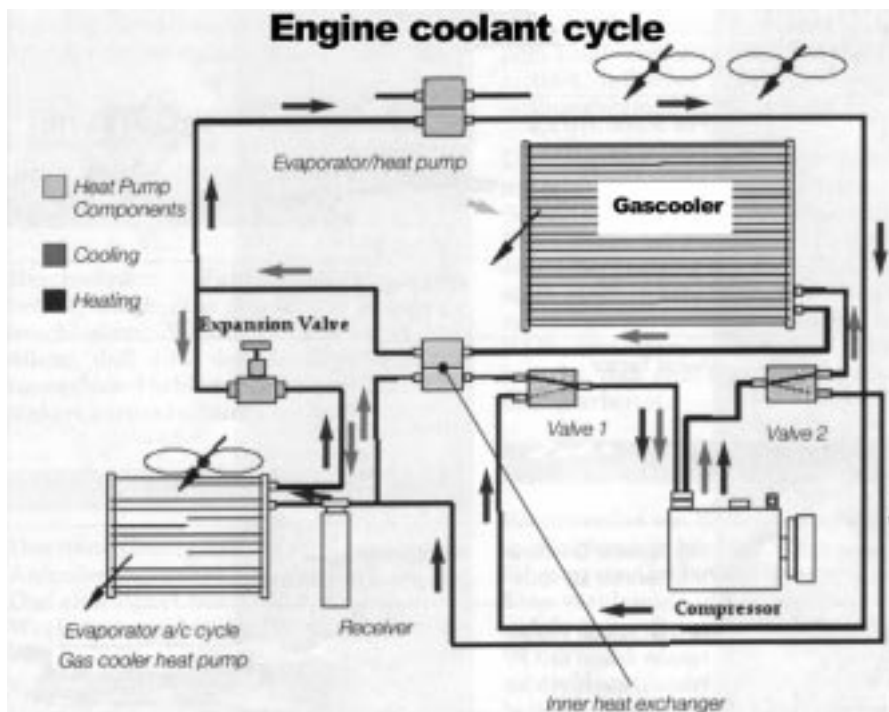 Engine coolant cycle
Evaporator/heat pump
Heat Pump
Components
Cooling
Heating
Gascooler
Expansion Valve
Valve 1
Valve 2
Compressor
Evaporator a/c cycle
Gas cooler heat pump
Receiver
Inner heat exchanger